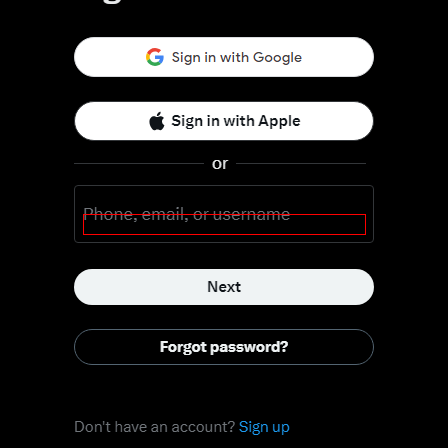 Sign in with Google
Sign in with Apple
or
Phone, email, or username
Next
Forgot password?
Don't have an account? Sign up